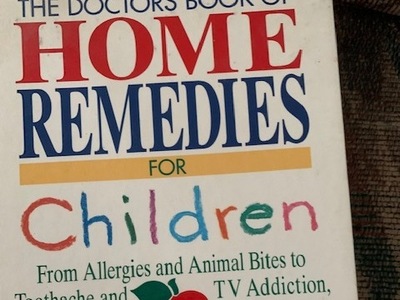 THE DOCTORS BOOK OF
HOME
REMEDIES
FOR
Children
From Allergies and Animal Bites to
Toothache and TV Addiction,